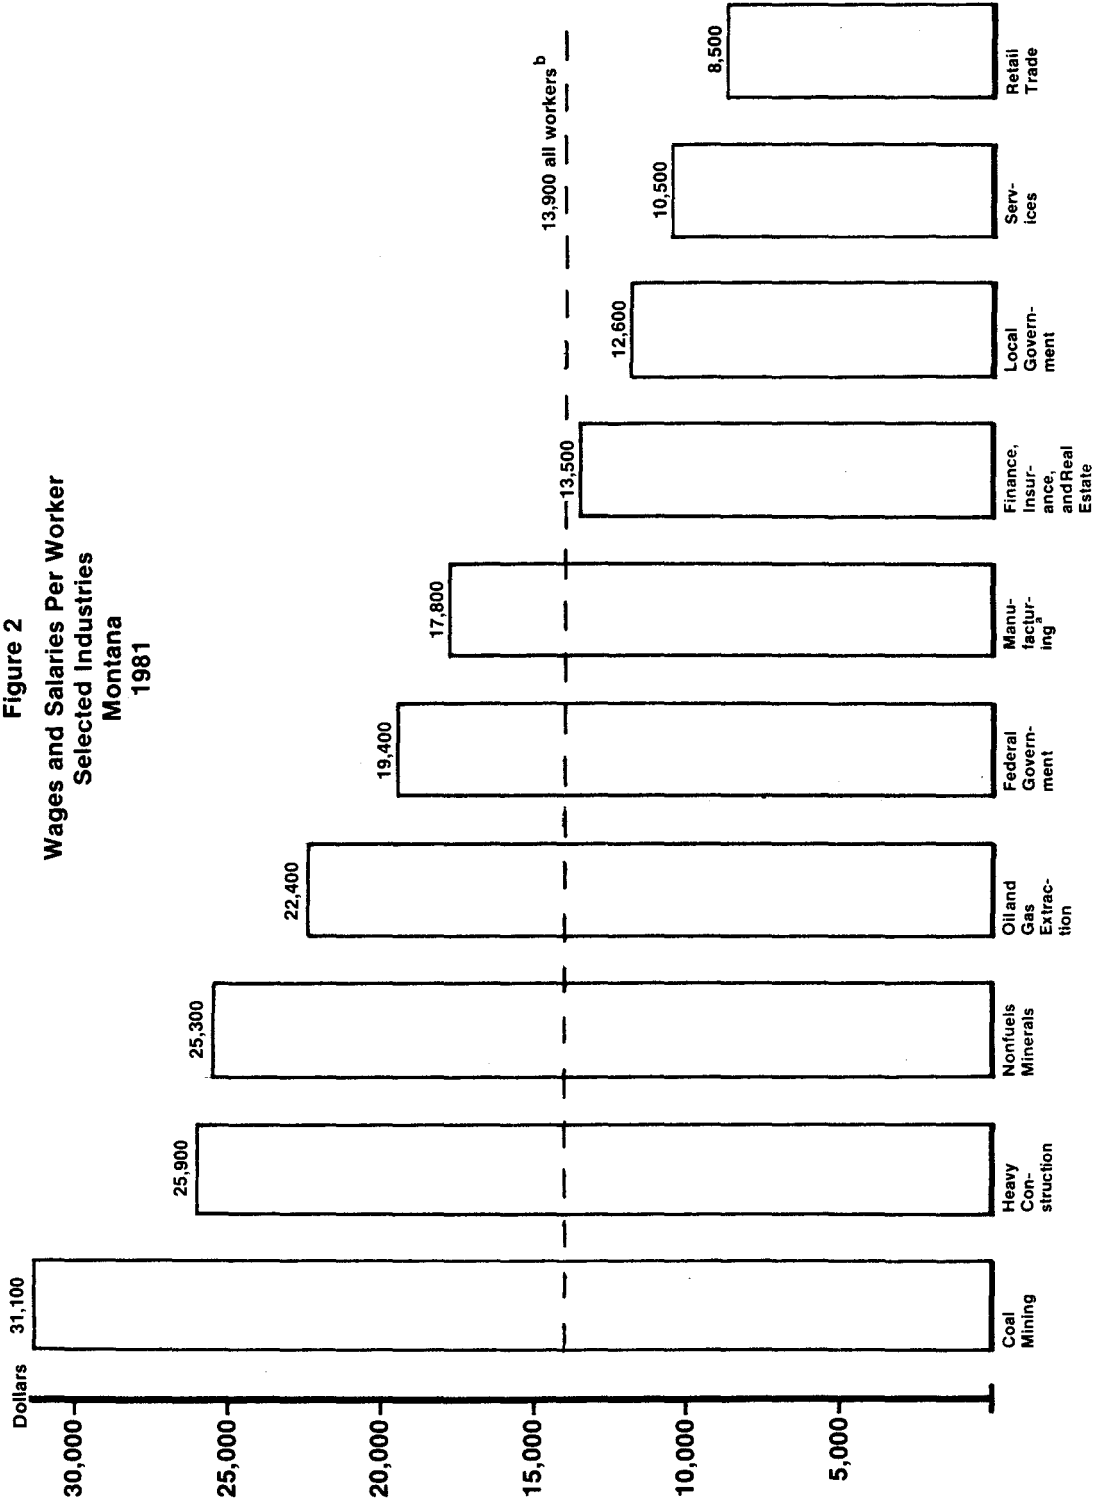 Figure 2
Wages and Salaries Per Worker
Selected Industries
Montana
1981
Dollars
30,000
25,000
20,000
15,000
10,000
5,000
31,100
25,900
25,300
22,400
19,400
17,800
13,500
12,600
10,500
8,500
13,900 all workers b
Coal
Mining
Heavy
Con-
struction
Nonfuels
Minerals
Oil and
Gas
Extrac-
tion
Federal
Govern-
ment
Manu-
factur-
ing a
Finance,
Insur-
ance,
and Real
Estate
Local
Govern-
ment
Serv-
ices
Retail
Trade